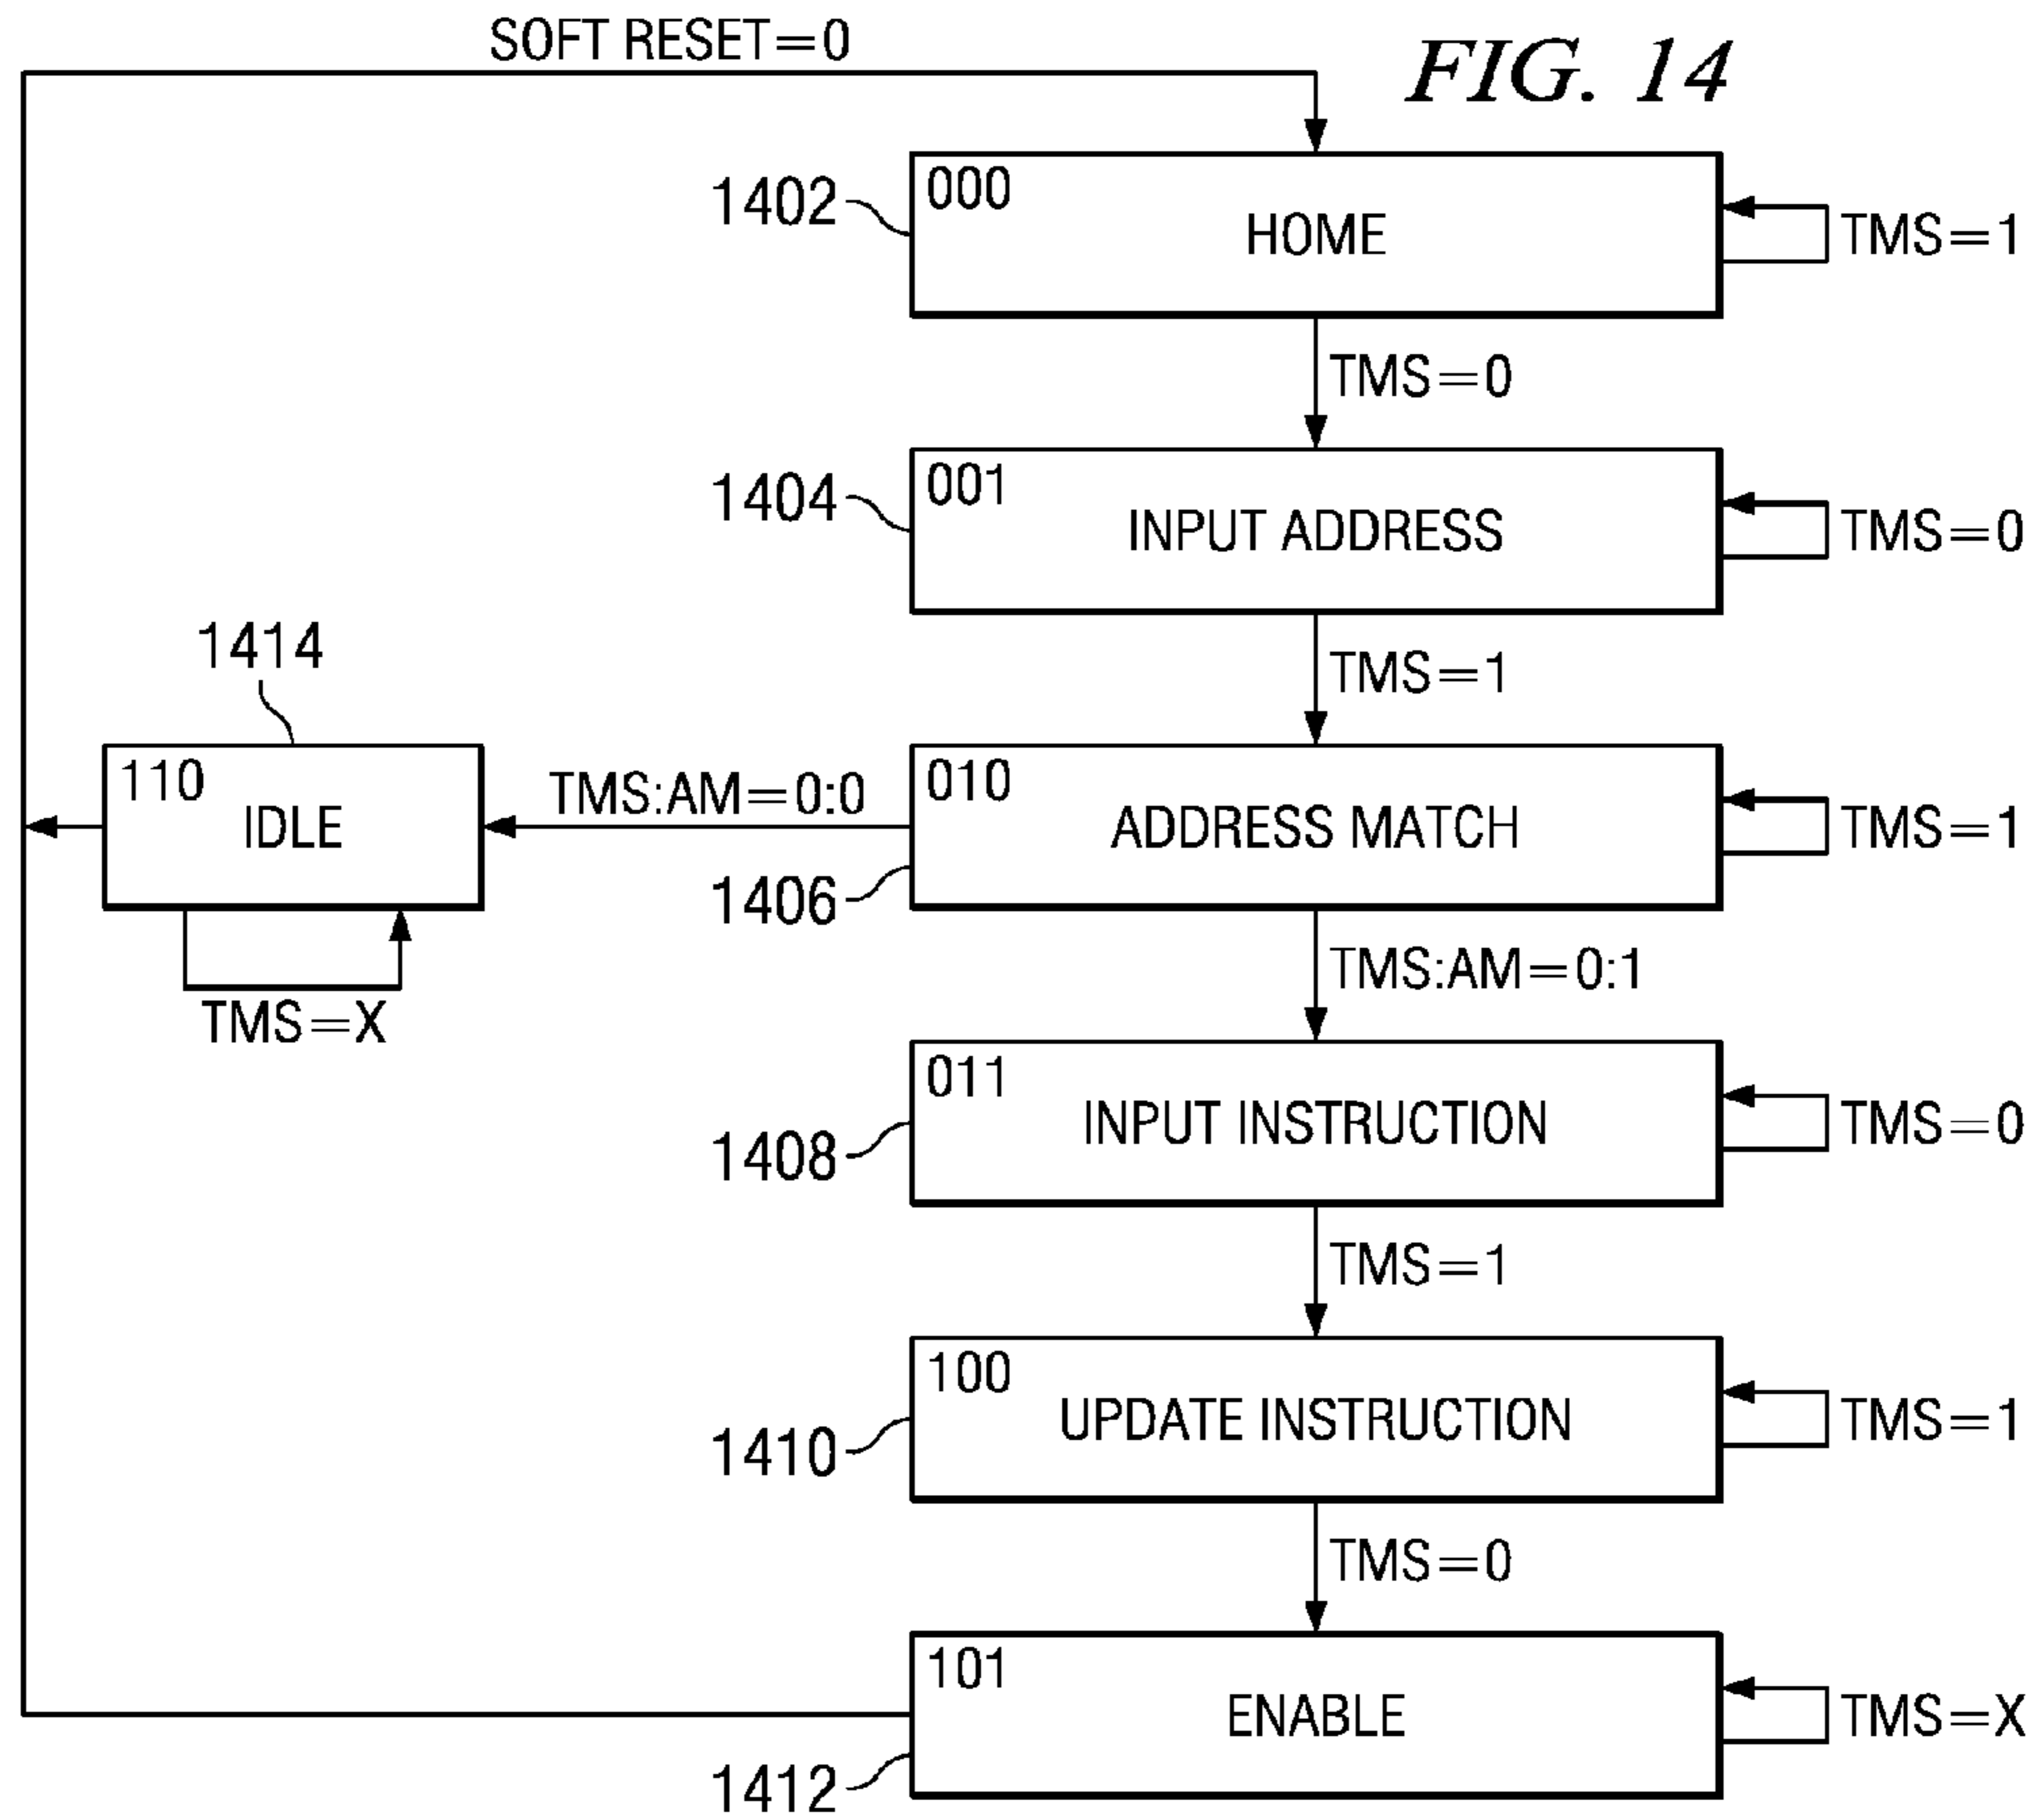 SOFT RESET=0
FIG. 14
000
1402
HOME
TMS=1
TMS=0
001
1404
INPUT ADDRESS
TMS=0
TMS=1
1414
110
IDLE
TMS=X
TMS:AM=0:0
010
ADDRESS MATCH
TMS=1
1406
TMS:AM=0:1
011
INPUT INSTRUCTION
TMS=0
1408
TMS=1
100
UPDATE INSTRUCTION
TMS=1
1410
TMS=0
101
ENABLE
TMS=X
1412